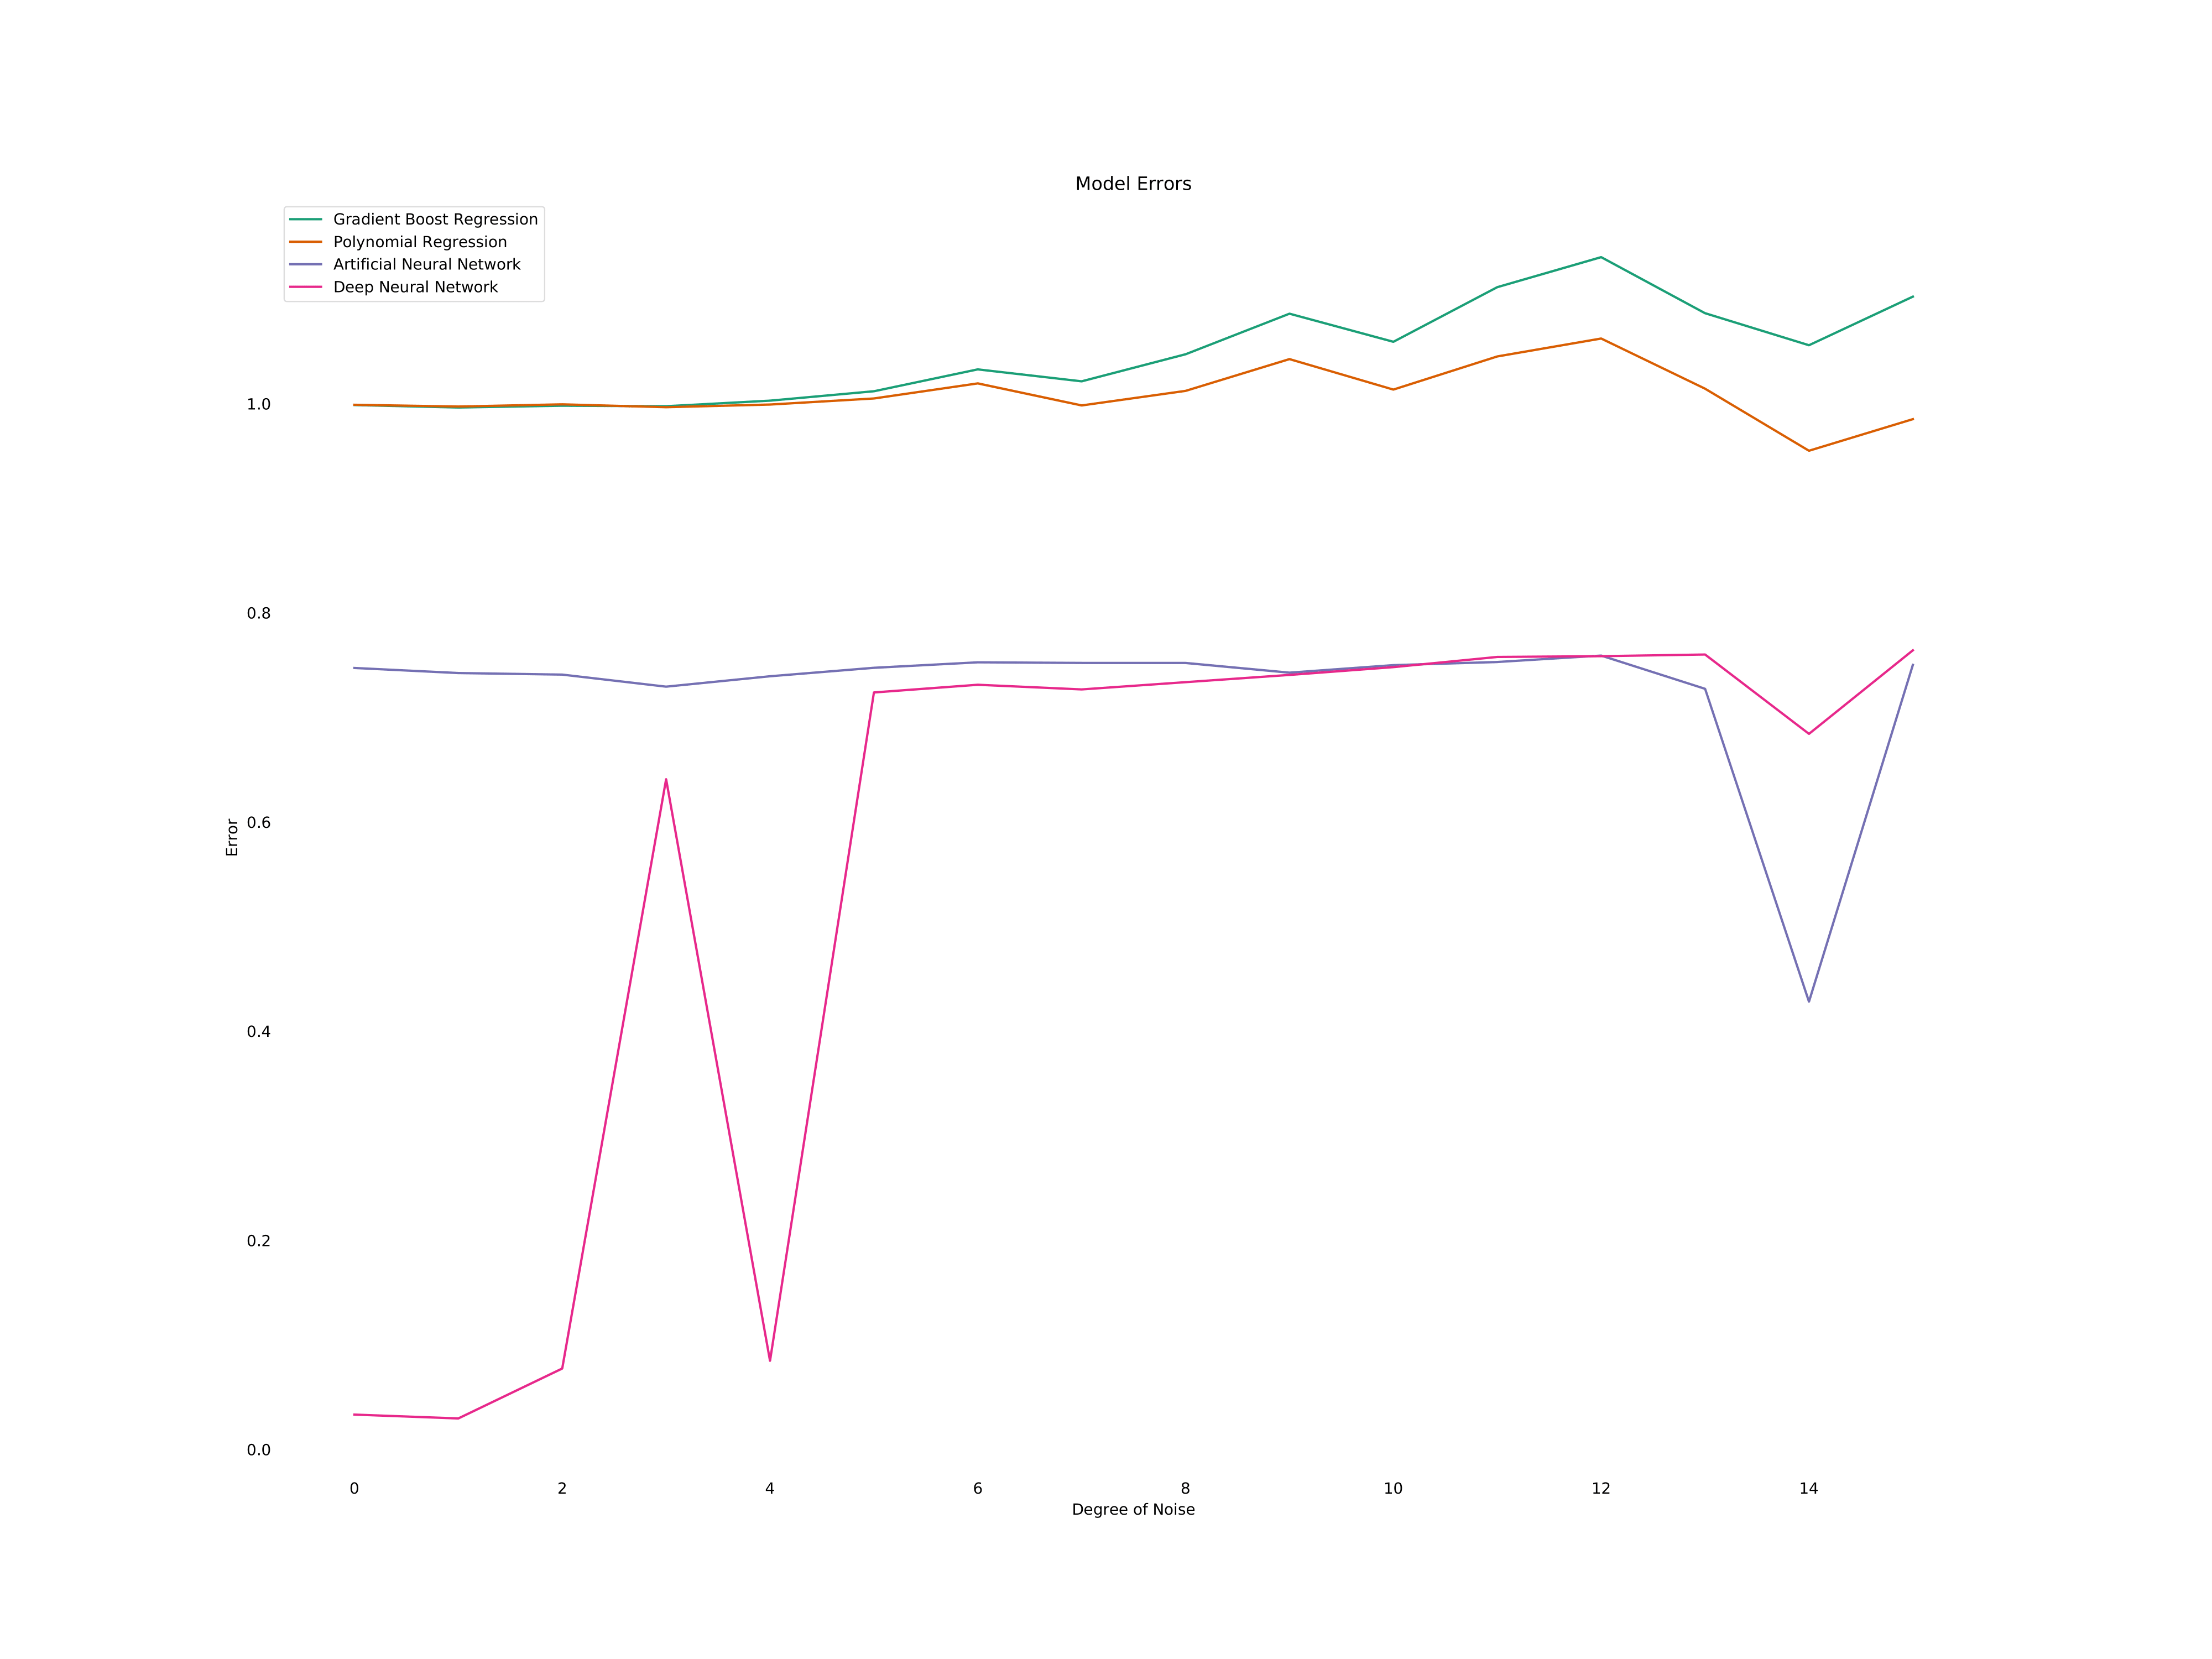 Model Errors
Gradient Boost Regression
Polynomial Regression
Artificial Neural Network
Deep Neural Network
1.0
0.8
0.6
0.4
0.2
0.0
Error
0 2 4 6 8 10 12 14
Degree of Noise